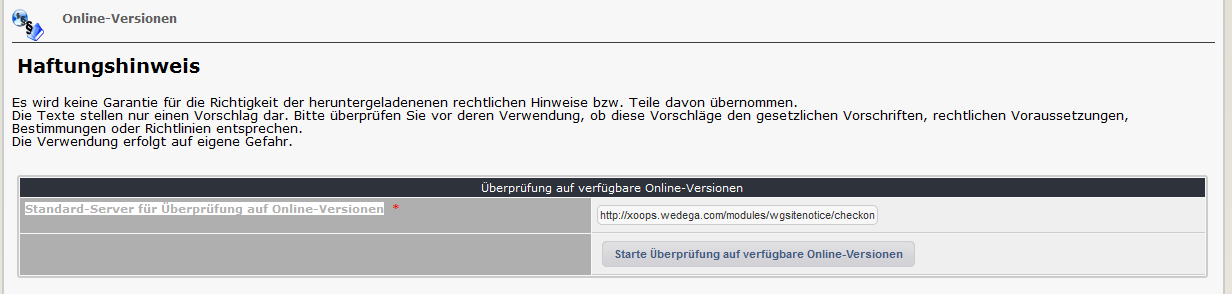 Online-Versionen
Haftungshinweis
Es wird keine Garantie für die Richtigkeit der heruntergeladenenen rechtlichen Hinweise bzw. Teile davon übernommen.
Die Texte stellen nur einen Vorschlag dar. Bitte überprüfen Sie vor deren Verwendung, ob diese Vorschläge den gesetzlichen Vorschriften, rechtlichen Voraussetzungen,
Bestimmungen oder Richtlinien entsprechen.
Die Verwendung erfolgt auf eigene Gefahr.
Überprüfung auf verfügbare Online-Versionen
Standard-Server für Überprüfung auf Online-Versionen *
http://xoops.wedega.com/modules/wgsitenotice/checkon
Starte Überprüfung auf verfügbare Online-Versionen